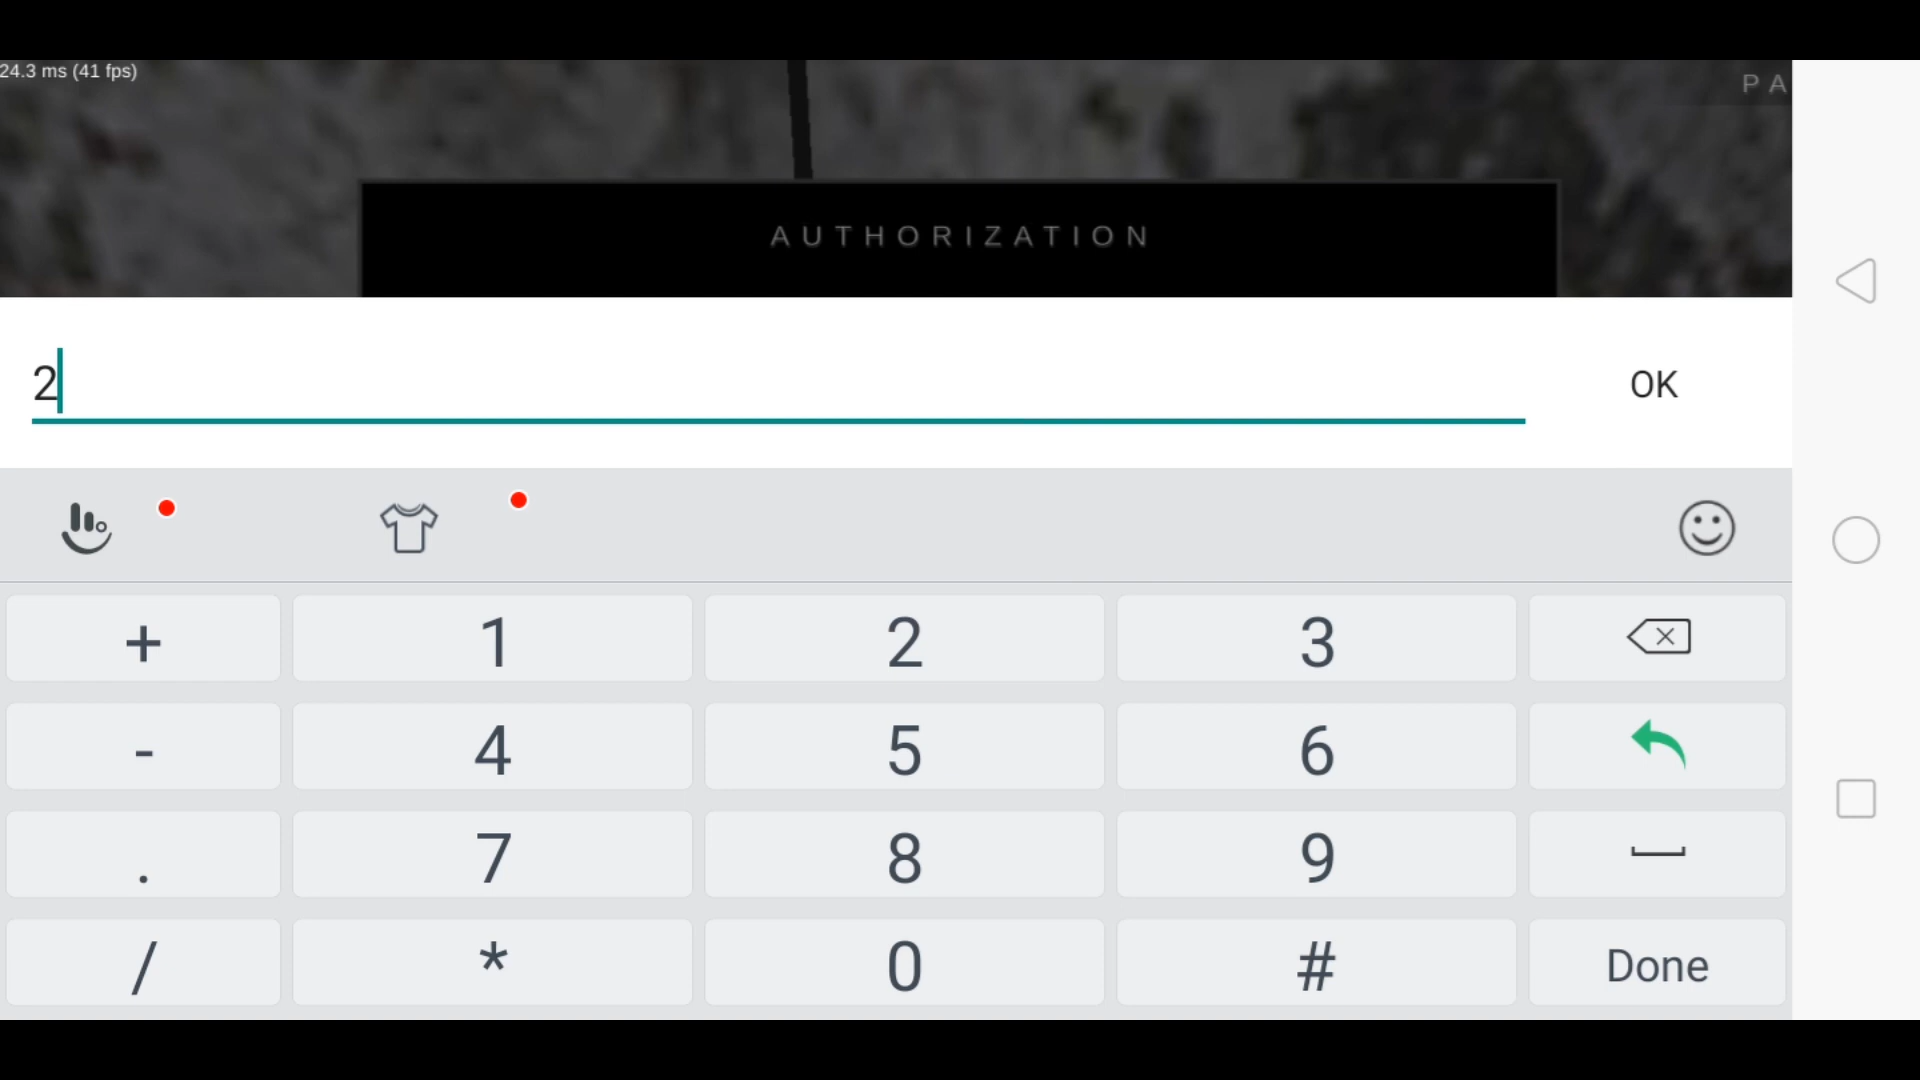 24.3 ms (41 fps)
PA
AUTHORIZATION
2
OK
+ 1 2 3
- 4 5 6
. 7 8 9
/ * 0 # Done